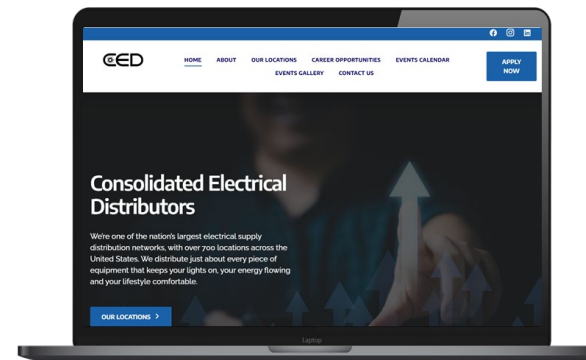 CED
HOME ABOUT OUR LOCATIONS CAREER OPPORTUNITIES EVENTS CALENDAR
EVENTS GALLERY CONTACT US
APPLY
NOW
Consolidated Electrical
Distributors
We're one of the nation's largest electrical supply
distribution networks, with over 700 locations across the
United States. We distribute just about every piece of
equipment that keeps your lights on, your energy flowing
and your lifestyle comfortable.
OUR LOCATIONS >
Laptop